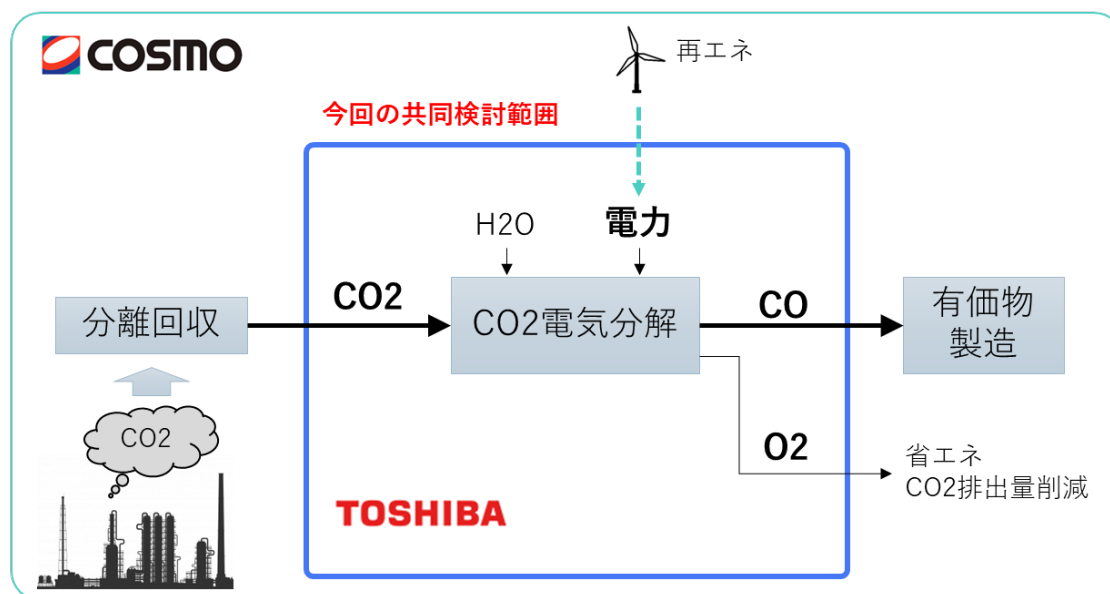 COSMO
再エネ
今回の共同検討範囲
H2O
電力
CO2
CO
分離回収
CO2電気分解
有価物
製造
CO2
O2
省エネ
CO2排出量削減
TOSHIBA